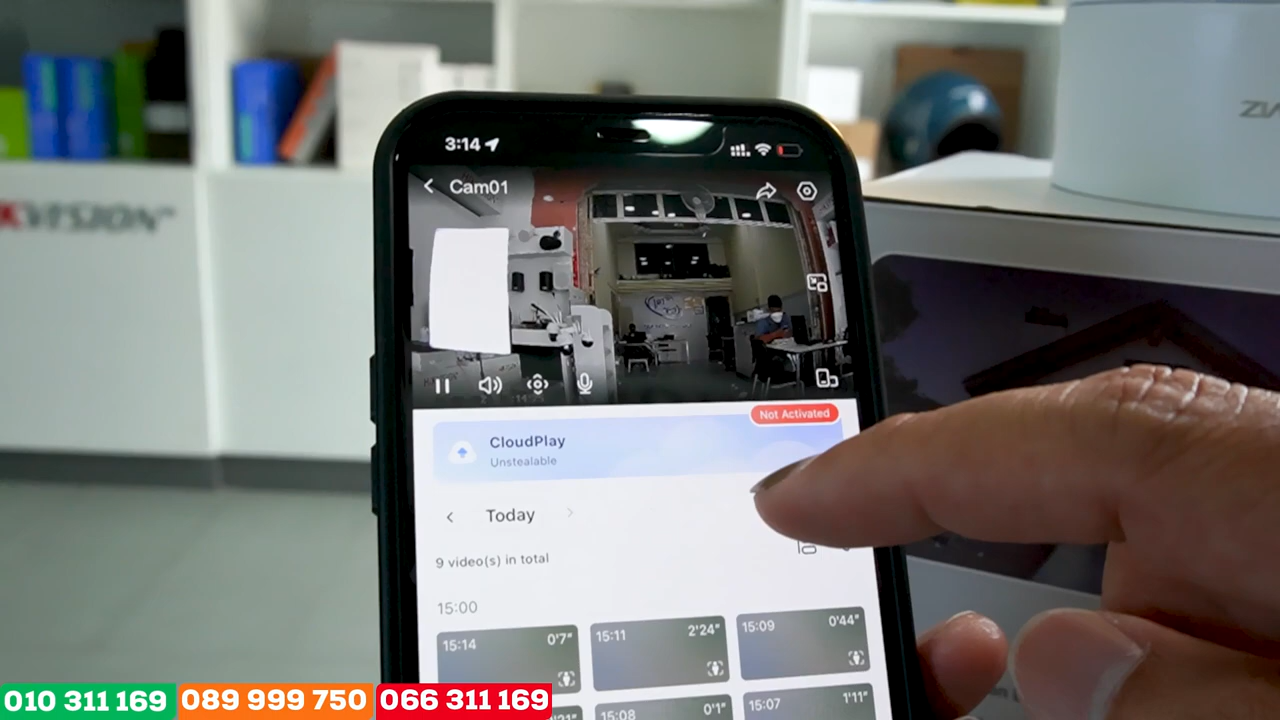 3:14
Cam01
KVISION™
Not Activated
CloudPlay
Unstealable
Today
9 video(s) in total
15:00
15:14 0'7"
15:11 2'24"
15:09 0'44"
15:08 0'1"
15:07 1'11"
010 311 169
089 999 750
066 311 169